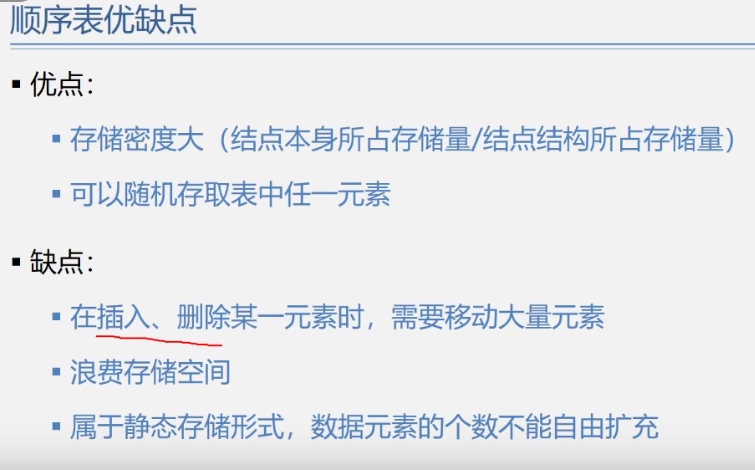 顺序表优缺点
▪ 优点：
▪ 存储密度大（结点本身所占存储量/结点结构所占存储量）
▪ 可以随机存取表中任一元素
▪ 缺点：
▪ 在插入、删除某一元素时，需要移动大量元素
▪ 浪费存储空间
▪ 属于静态存储形式，数据元素的个数不能自由扩充